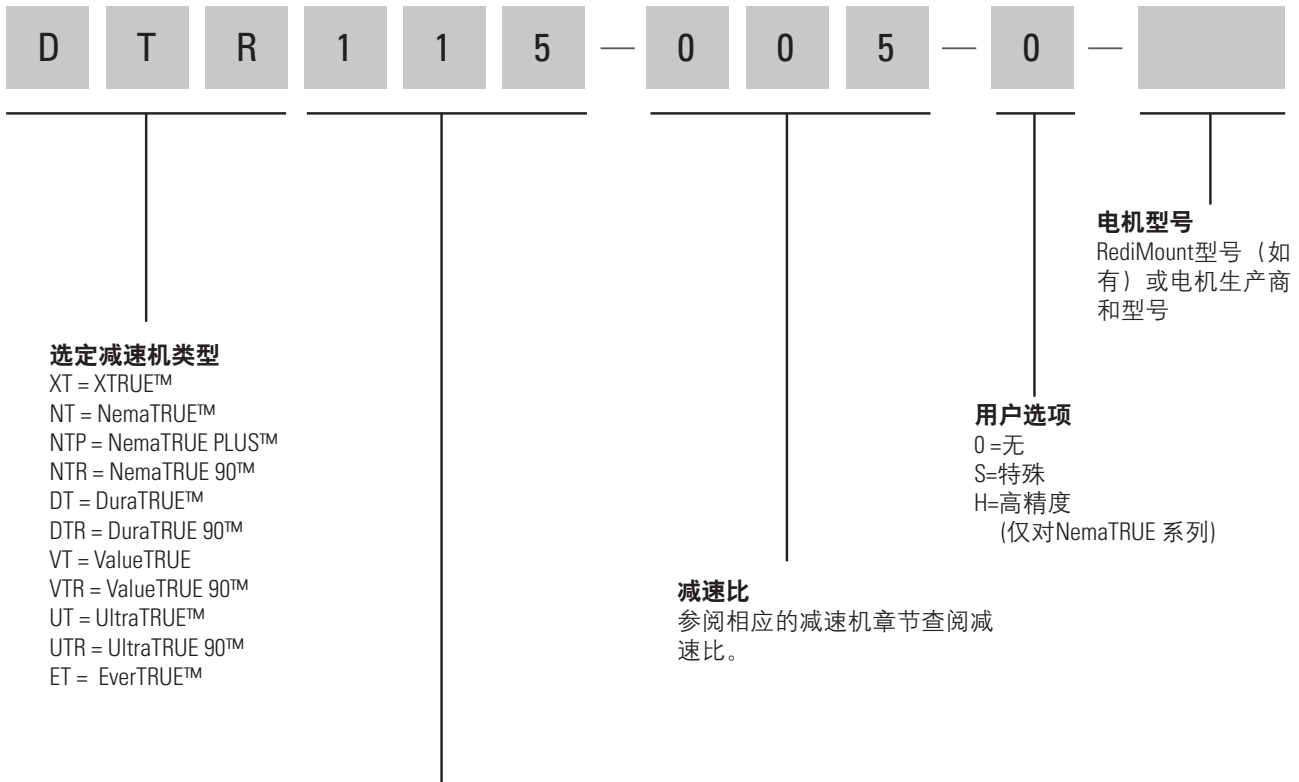 D T R 1 1 5 — 0 0 5 — 0 —
电机型号
RediMount型号（如
有）或电机生产商
和型号
选定减速机类型
XT = XTRUE™
NT = NemaTRUE™
NTP = NemaTRUE PLUS™
NTR = NemaTRUE 90™
DT = DuraTRUE™
DTR = DuraTRUE 90™
VT = ValueTRUE
VTR = ValueTRUE 90™
UT = UltraTRUE™
UTR = UltraTRUE 90™
ET = EverTRUE™
用户选项
0 =无
S=特殊
H=高精度
(仅对NemaTRUE 系列)
减速比
参阅相应的减速机章节查阅减
速比。